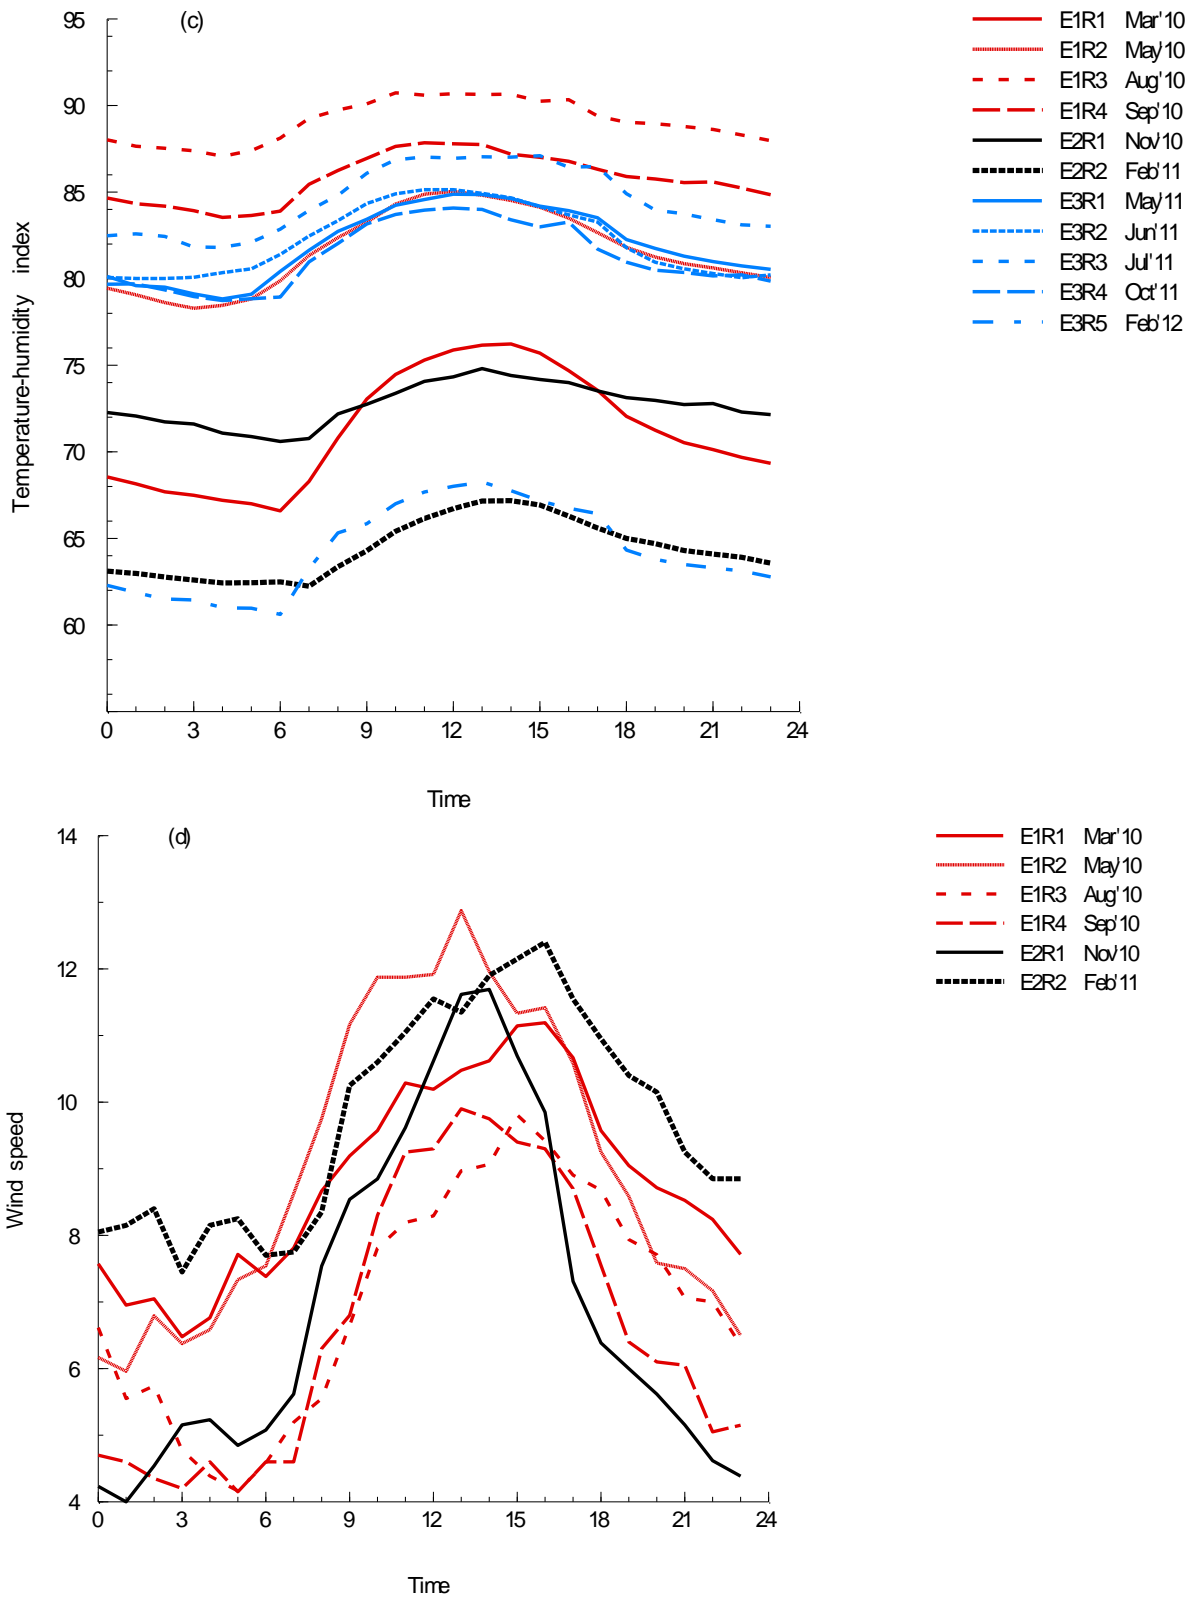 (c)
95
90
85
80
75
70
65
60
Temperature-humidity index
0 3 6 9 12 15 18 21 24
Time
E1R1 Mar'10
E1R2 May'10
E1R3 Aug'10
E1R4 Sep'10
E2R1 Nov'10
E2R2 Feb'11
E3R1 May'11
E3R2 Jun'11
E3R3 Jul'11
E3R4 Oct'11
E3R5 Feb'12
(d)
14
12
10
8
6
4
Wind speed
0 3 6 9 12 15 18 21 24
Time
E1R1 Mar'10
E1R2 May'10
E1R3 Aug'10
E1R4 Sep'10
E2R1 Nov'10
E2R2 Feb'11